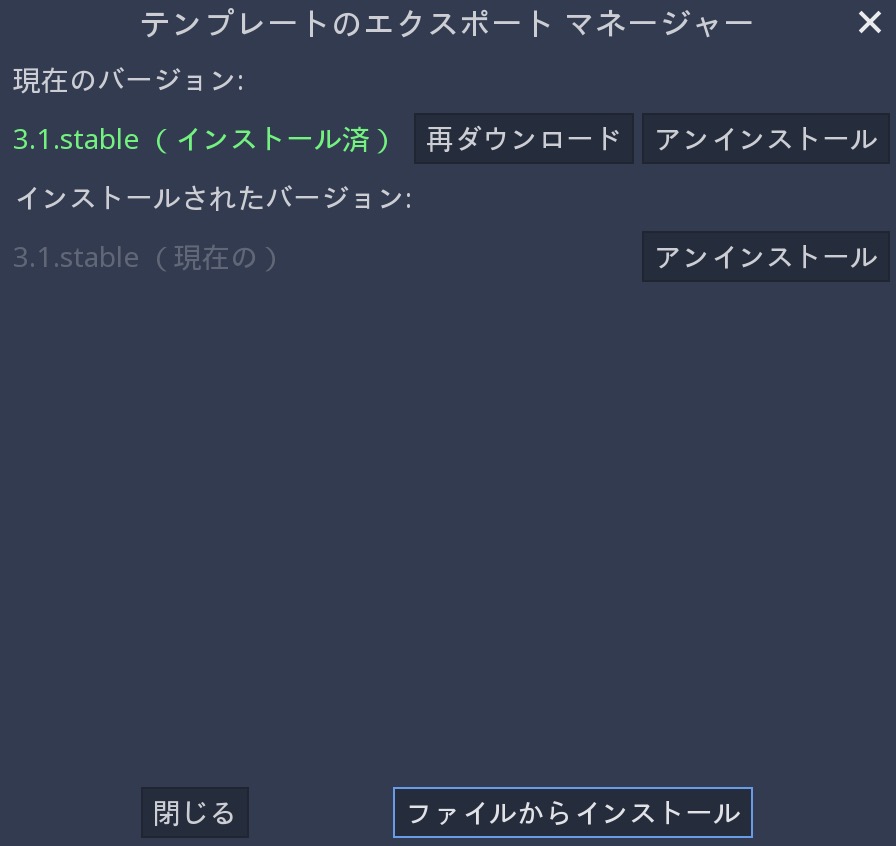 テンプレートのエクスポート マネージャー ✕
現在のバージョン:
3.1.stable （インストール済） 再ダウンロード アンインストール
インストールされたバージョン:
3.1.stable （現在の） アンインストール
閉じる ファイルからインストール